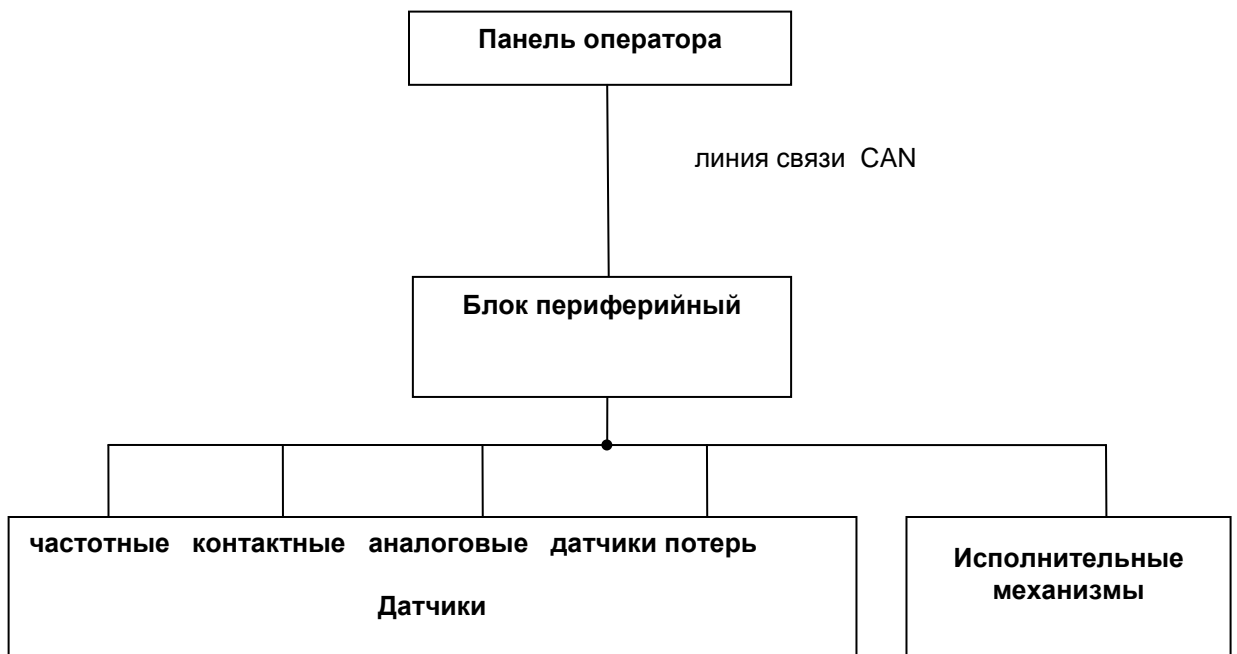 Панель оператора
линия связи CAN
Блок периферийный
частотные контактные аналоговые датчики потерь
Датчики
Исполнительные
механизмы